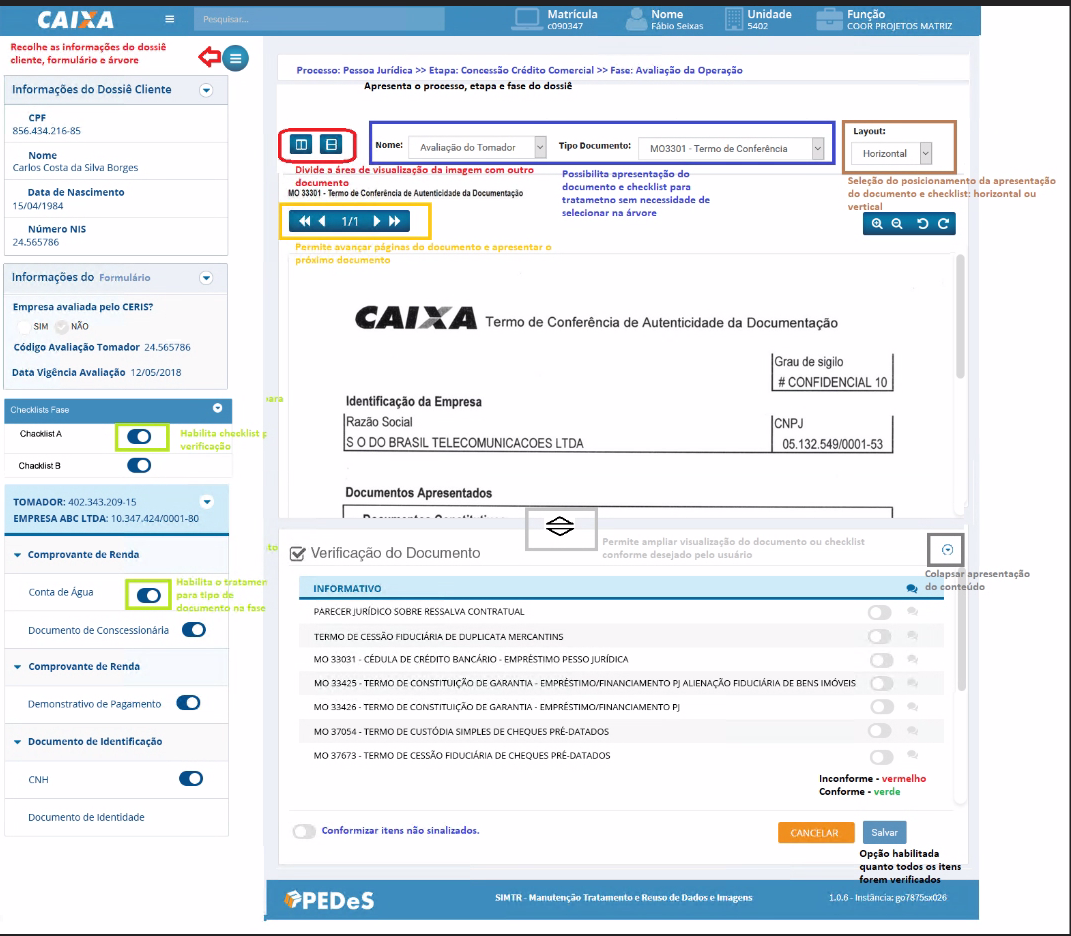 CAIXA
Pesquisar...
Matrícula
c090347
Nome
Fábio Seixas
Unidade
5402
Função
COOR PROJETOS MATRIZ
Recolhe as informações do dossiê
cliente, formulário e árvore
Informações do Dossiê Cliente
CPF
856.434.216-85
Nome
Carlos Costa da Silva Borges
Data de Nascimento
15/04/1984
Número NIS
24.565786
Informações do Formulário
Empresa avaliada pelo CERIS?
SIM NÃO
Código Avaliação Tomador 24.565786
Data Vigência Avaliação 12/05/2018
Checklists Fase
Chacklist A
Habilita checklist p
verificação
Checklist B
TOMADOR: 402.343.209-15
EMPRESA ABC LTDA: 10.347.424/0001-80
Comprovante de Renda
Conta de Água
Habilita o tratamen
para tipo de
documento na fase
Documento de Conscessionária
Comprovante de Renda
Demonstrativo de Pagamento
Documento de Identificação
CNH
Documento de Identidade
Processo: Pessoa Jurídica >> Etapa: Concessão Crédito Comercial >> Fase: Avaliação da Operação
Apresenta o processo, etapa e fase do dossiê
Nome: Avaliação do Tomador Tipo Documento: MO3301 - Termo de Conferência
Layout:
Horizontal
Divide a área de visualização da imagem com outro
documento
Possibilita apresentação do
documento e checklist para
tratametno sem necessidade de
selecionar na árvore
Seleção do posicionamento da apresentação
do documento e checklist: horizontal ou
vertical
MO 33301 - Termo de Conferência de Autenticidade da Documentação
1/1
Permite avançar páginas do documento e apresentar o
próximo documento
CAIXA Termo de Conferência de Autenticidade da Documentação
Grau de sigilo
# CONFIDENCIAL 10
para
Identificação da Empresa
Razão Social
S O DO BRASIL TELECOMUNICACOES LTDA
CNPJ
05.132.549/0001-53
Documentos Apresentados
Documentos Constitutivos
to
Verificação do Documento
Permite ampliar visualização do documento ou checklist
conforme desejado pelo usuário
Colapsar apresentação
do conteúdo
INFORMATIVO
PARECER JURÍDICO SOBRE RESSALVA CONTRATUAL
TERMO DE CESSÃO FIDUCIÁRIA DE DUPLICATA MERCANTINS
MO 33031 - CÉDULA DE CRÉDITO BANCÁRIO - EMPRÉSTIMO PESSO JURÍDICA
MO 33425 - TERMO DE CONSTITUIÇÃO DE GARANTIA - EMPRÉSTIMO/FINANCIAMENTO PJ ALIENAÇÃO FIDUCIÁRIA DE BENS IMÓVEIS
MO 33426 - TERMO DE CONSTITUIÇÃO DE GARANTIA - EMPRÉSTIMO/FINANCIAMENTO PJ
MO 37054 - TERMO DE CUSTÓDIA SIMPLES DE CHEQUES PRÉ-DATADOS
MO 37673 - TERMO DE CESSÃO FIDUCIÁRIA DE CHEQUES PRÉ-DATADOS
Inconforme - vermelho
Conforme - verde
Conformizar itens não sinalizados.
CANCELAR
Salvar
Opção habilitada
quanto todos os itens
forem verificados
PEDeS
SIMTR - Manutenção Tratamento e Reuso de Dados e Imagens
1.0.6 - Instância: go7875sx026